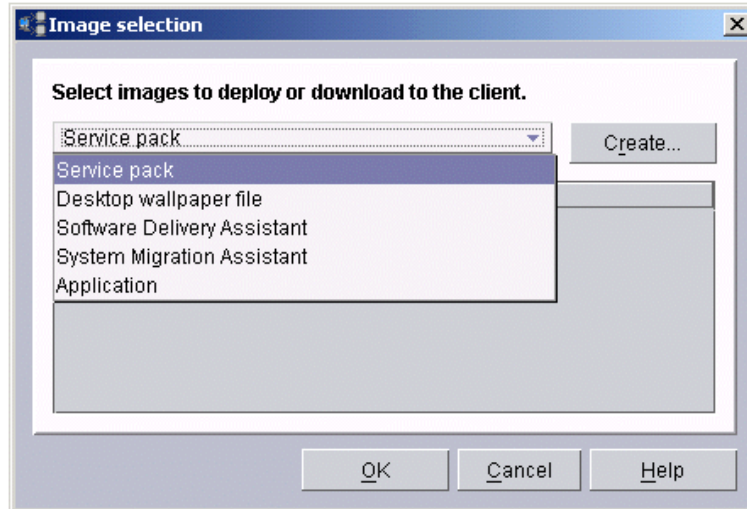 Image selection
Select images to deploy or download to the client.
Service pack
Create...
Service pack
Desktop wallpaper file
Software Delivery Assistant
System Migration Assistant
Application
OK
Cancel
Help